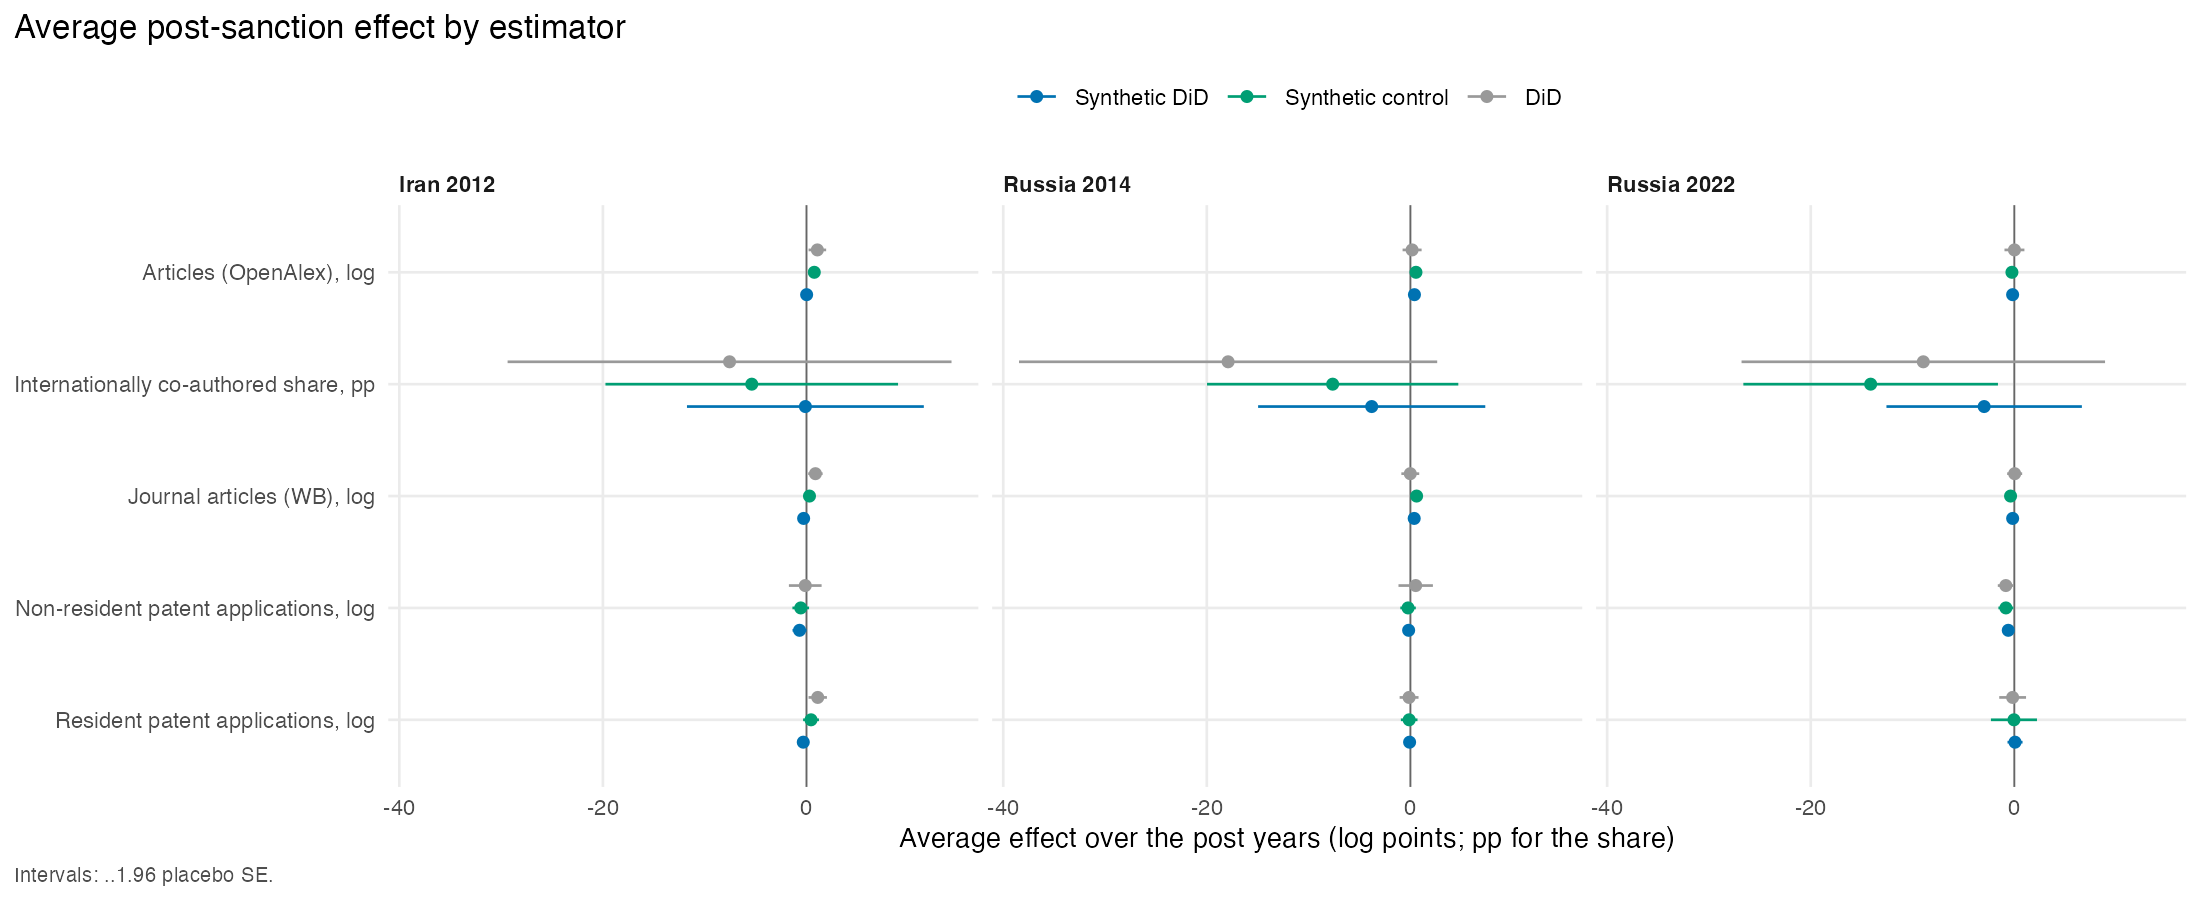 Average post-sanction effect by estimator
Synthetic DiD Synthetic control DiD
Iran 2012 Russia 2014 Russia 2022
Articles (OpenAlex), log
Internationally co-authored share, pp
Journal articles (WB), log
Non-resident patent applications, log
Resident patent applications, log
-40 -20 0 -40 -20 0 -40 -20 0
Average effect over the post years (log points; pp for the share)
Intervals: ..1.96 placebo SE.